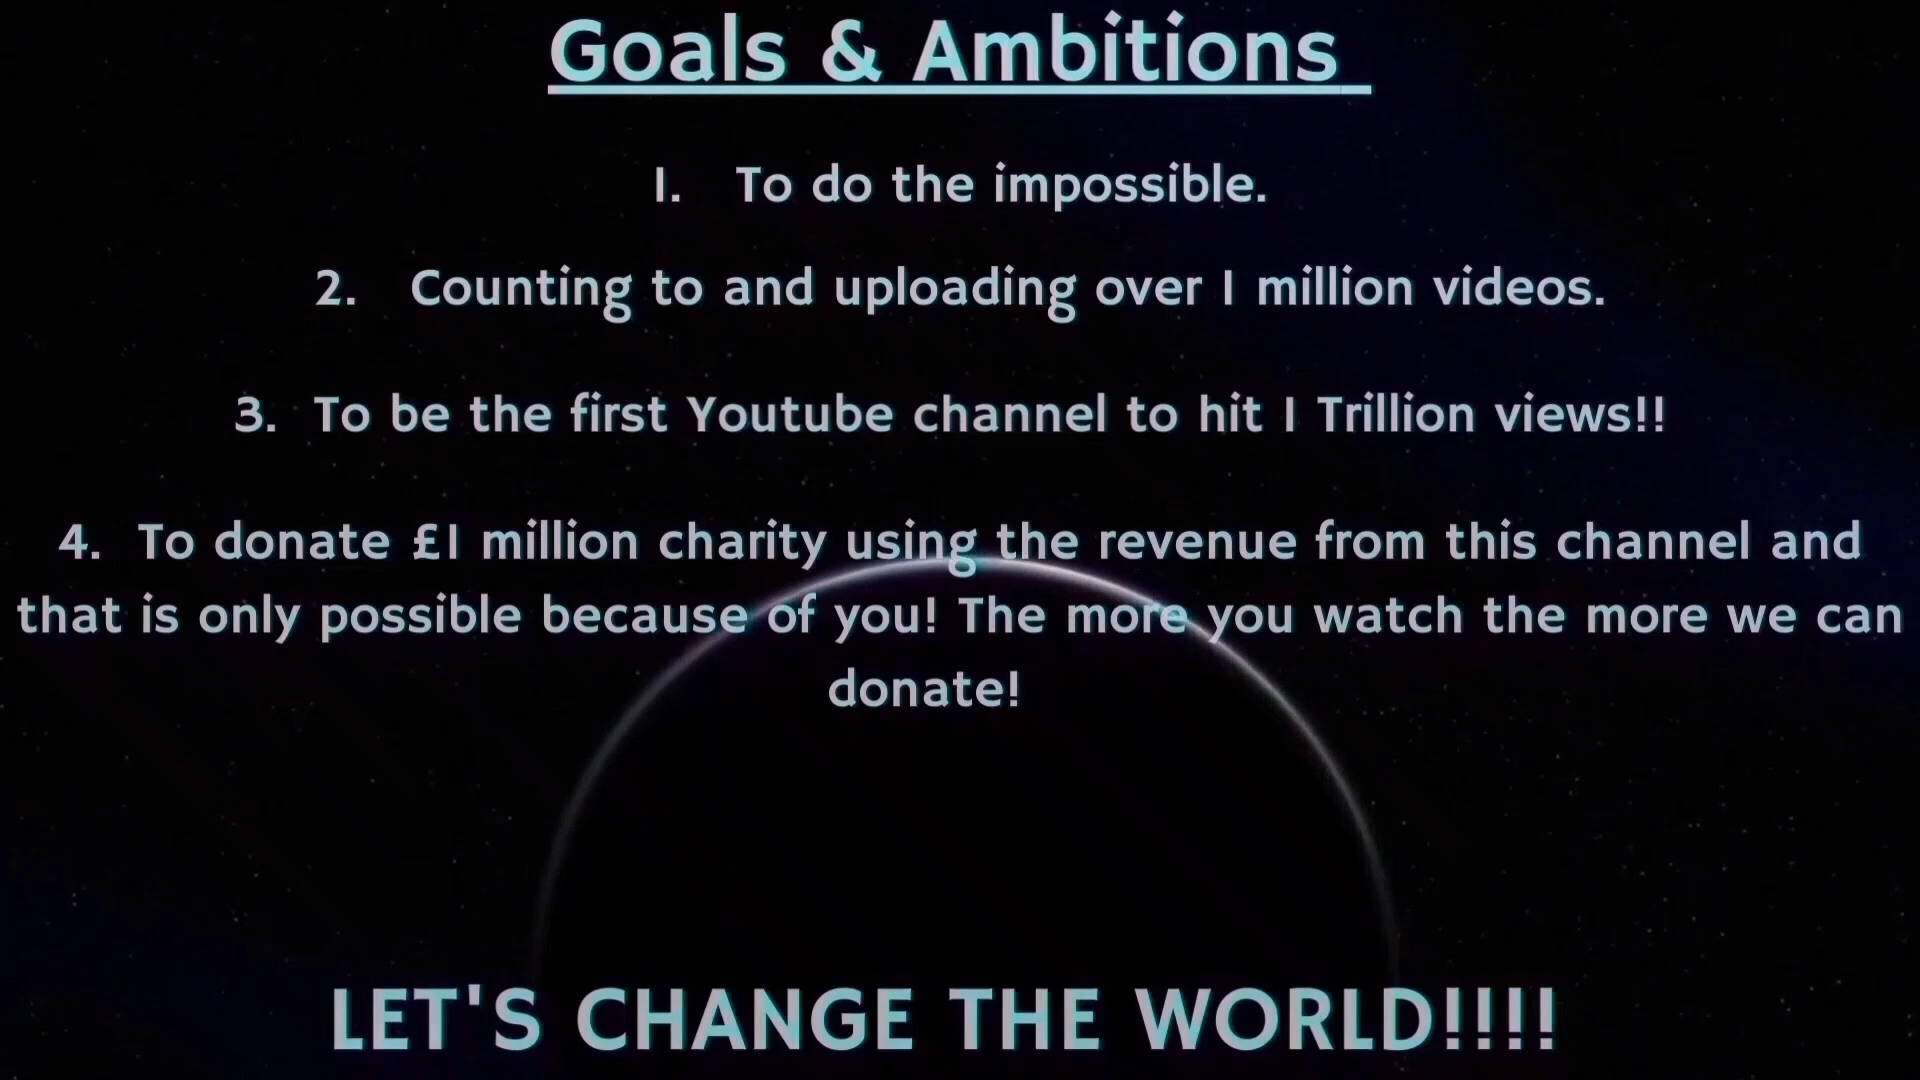 Goals & Ambitions
1. To do the impossible.
2. Counting to and uploading over 1 million videos.
3. To be the first Youtube channel to hit 1 Trillion views!!
4. To donate £1 million charity using the revenue from this channel and
that is only possible because of you! The more you watch the more we can
donate!
LET'S CHANGE THE WORLD!!!!